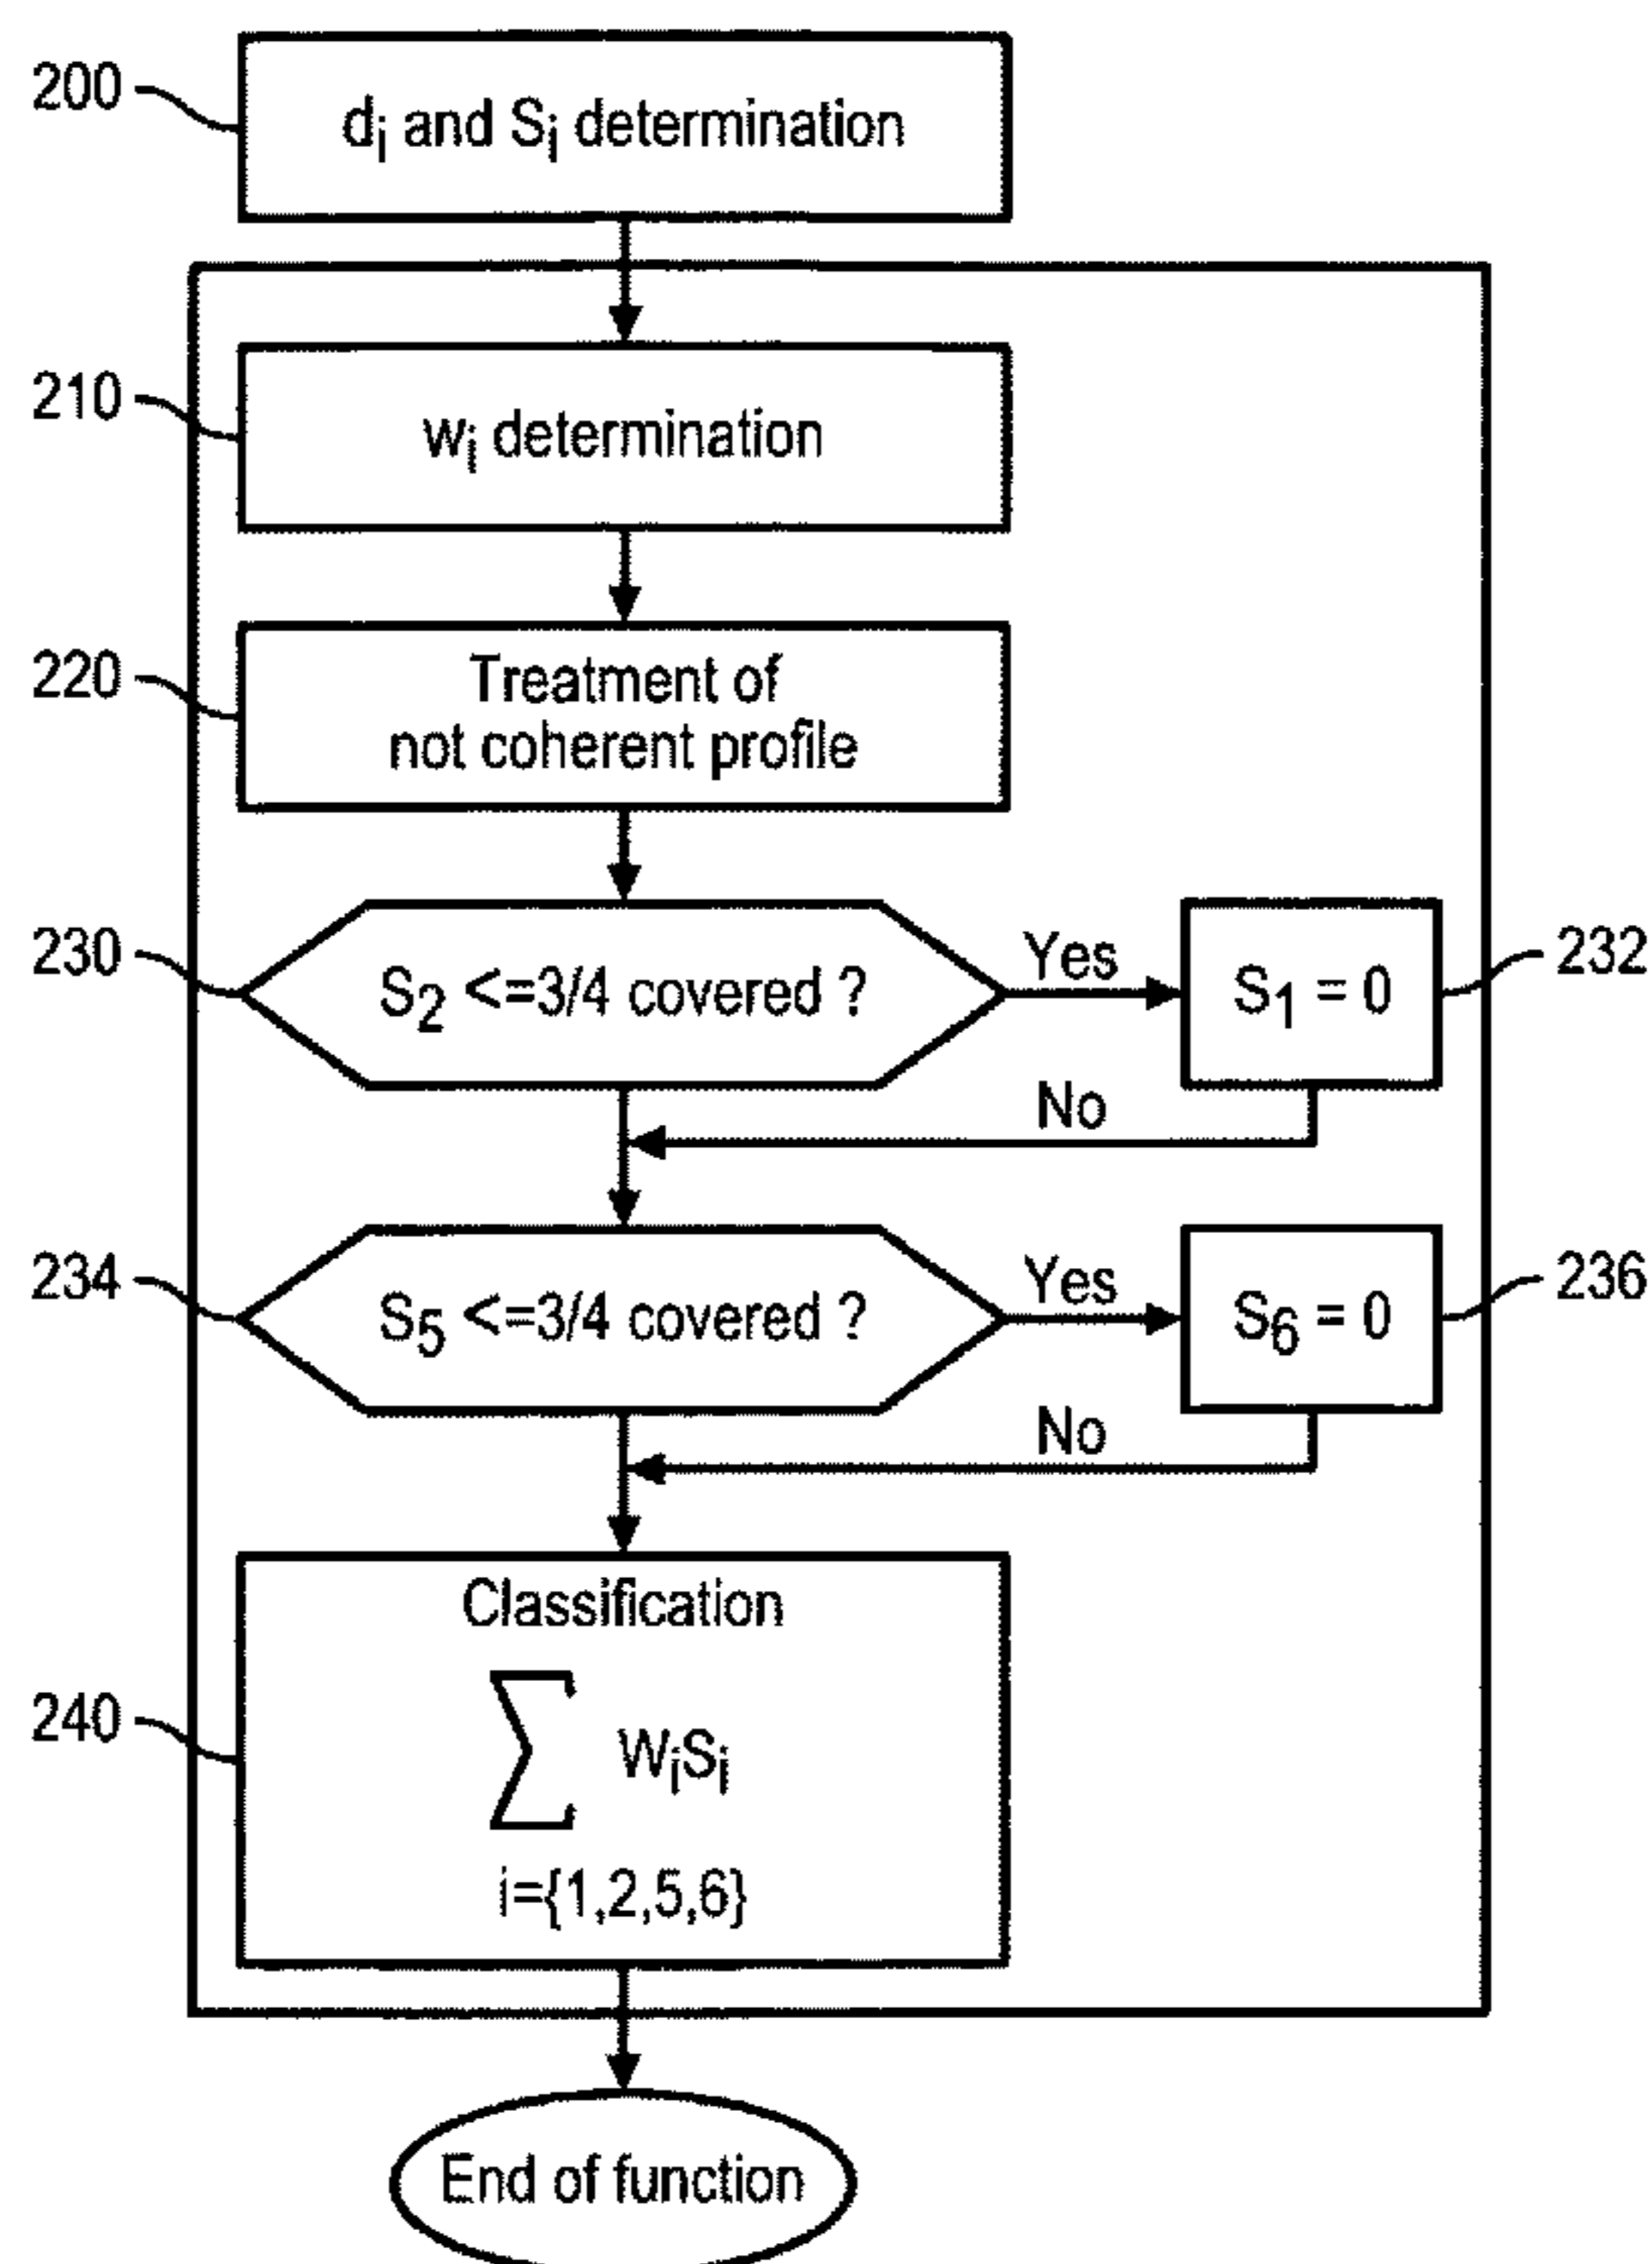 200
dᵢ and Sᵢ determination
210
wᵢ determination
220
Treatment of
not coherent profile
230
S₂ <=3/4 covered ?
Yes
S₁ = 0
232
No
234
S₅ <=3/4 covered ?
Yes
S₆ = 0
236
No
240
Classification
∑ WᵢSᵢ
i={1,2,5,6}
End of function